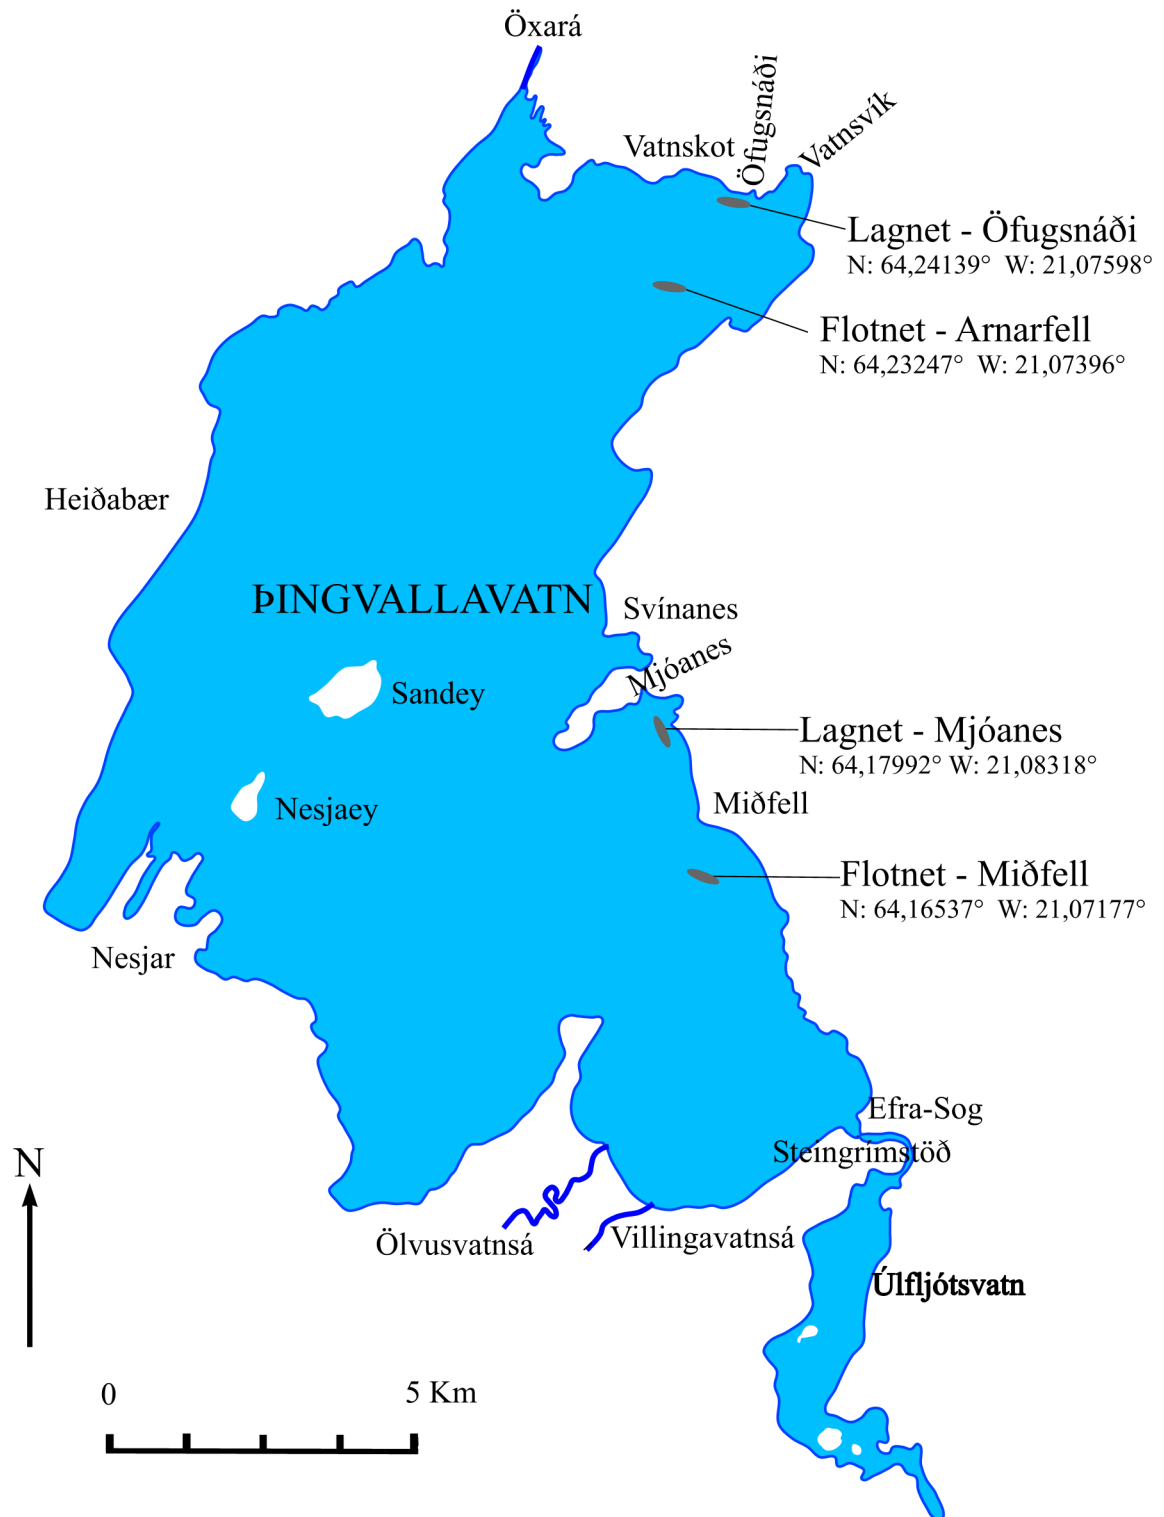 Öxará
Vatnskot
Öfugsnáði
Vatnsvík
Lagnet - Öfugsnáði
N: 64,24139° W: 21,07598°
Flotnet - Arnarfell
N: 64,23247° W: 21,07396°
Heiðabær
ÞINGVALLAVATN
Svínanes
Mjóanes
Sandey
Lagnet - Mjóanes
N: 64,17992° W: 21,08318°
Nesjaey
Miðfell
Flotnet - Miðfell
N: 64,16537° W: 21,07177°
Nesjar
Efra-Sog
Steingrímstöð
N
Ölvusvatnsá
Villingavatnsá
Úlfljótsvatn
0 5 Km